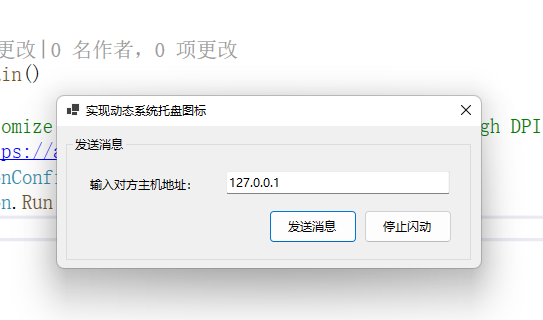 更改|0 名作者，0 项更改
in()
实现动态系统托盘图标
omize
gh DPI
发送消息
ps://a
onConf
输入对方主机地址：
127.0.0.1
on.Run
发送消息
停止闪动